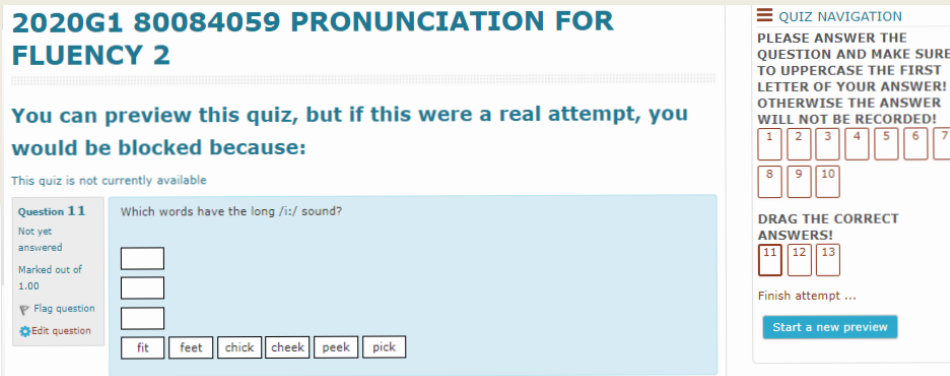 2020G1 80084059 PRONUNCIATION FOR
FLUENCY 2
You can preview this quiz, but if this were a real attempt, you
would be blocked because:
This quiz is not currently available
Question 11
Not yet
answered
Marked out of
1.00
Flag question
Edit question
Which words have the long /i:/ sound?
fit feet chick cheek peek pick
QUIZ NAVIGATION
PLEASE ANSWER THE
QUESTION AND MAKE SURE
TO UPPERCASE THE FIRST
LETTER OF YOUR ANSWER!
OTHERWISE THE ANSWER
WILL NOT BE RECORDED!
1 2 3 4 5 6 7
8 9 10
DRAG THE CORRECT
ANSWERS!
11 12 13
Finish attempt ...
Start a new preview